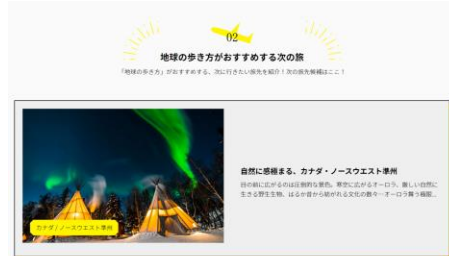 02
地球の歩き方がおすすめする次の旅
「地球の歩き方」がおすすめする、次に行きたい旅先を紹介！次の旅先候補はここ！
自然に感極まる、カナダ・ノースウエスト準州
目の前に広がるのは圧倒的な景色。寒空に広がるオーロラ、厳しい自然に
生きる野生生物、はるか昔から紡がれる文化の数々…オーロラ舞う極限...
カナダ / ノースウエスト準州